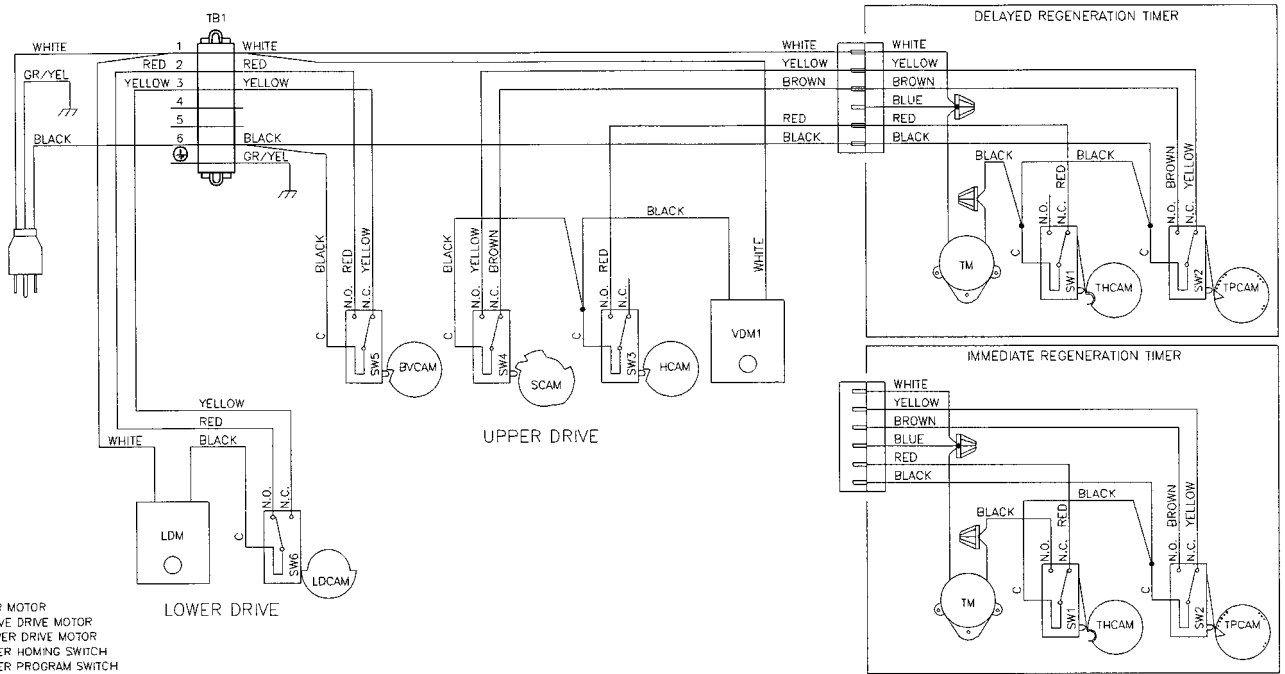 TB1
DELAYED REGENERATION TIMER
WHITE
1
WHITE
WHITE
WHITE
RED 2
RED
YELLOW
YELLOW
GR/YEL
YELLOW 3
YELLOW
BROWN
BROWN
4
BLUE
5
RED
RED
BLACK
6
BLACK
BLACK
BLACK
GR/YEL
BLACK
BLACK
BROWN
YELLOW
N.O.
RED
N.C.
N.O.
N.C.
BLACK
WHITE
C
C
TM
SW1
THCAM
SW2
TPCAM
BLACK
RED
YELLOW
BLACK
YELLOW
BROWN
RED
N.O.
N.C.
N.O.
N.C.
N.O.
N.C.
C
C
C
SW5
BVCAM
SW4
SCAM
SW3
HCAM
VDM1
UPPER DRIVE
IMMEDIATE REGENERATION TIMER
WHITE
YELLOW
BROWN
BLUE
RED
BLACK
BLACK
BLACK
BROWN
YELLOW
N.O.
RED
N.C.
N.O.
N.C.
C
C
TM
SW1
THCAM
SW2
TPCAM
YELLOW
RED
WHITE
BLACK
N.O.
N.C.
C
LDM
SW6
LDCAM
LOWER DRIVE
R MOTOR
VE DRIVE MOTOR
ER DRIVE MOTOR
ER HOMING SWITCH
ER PROGRAM SWITCH